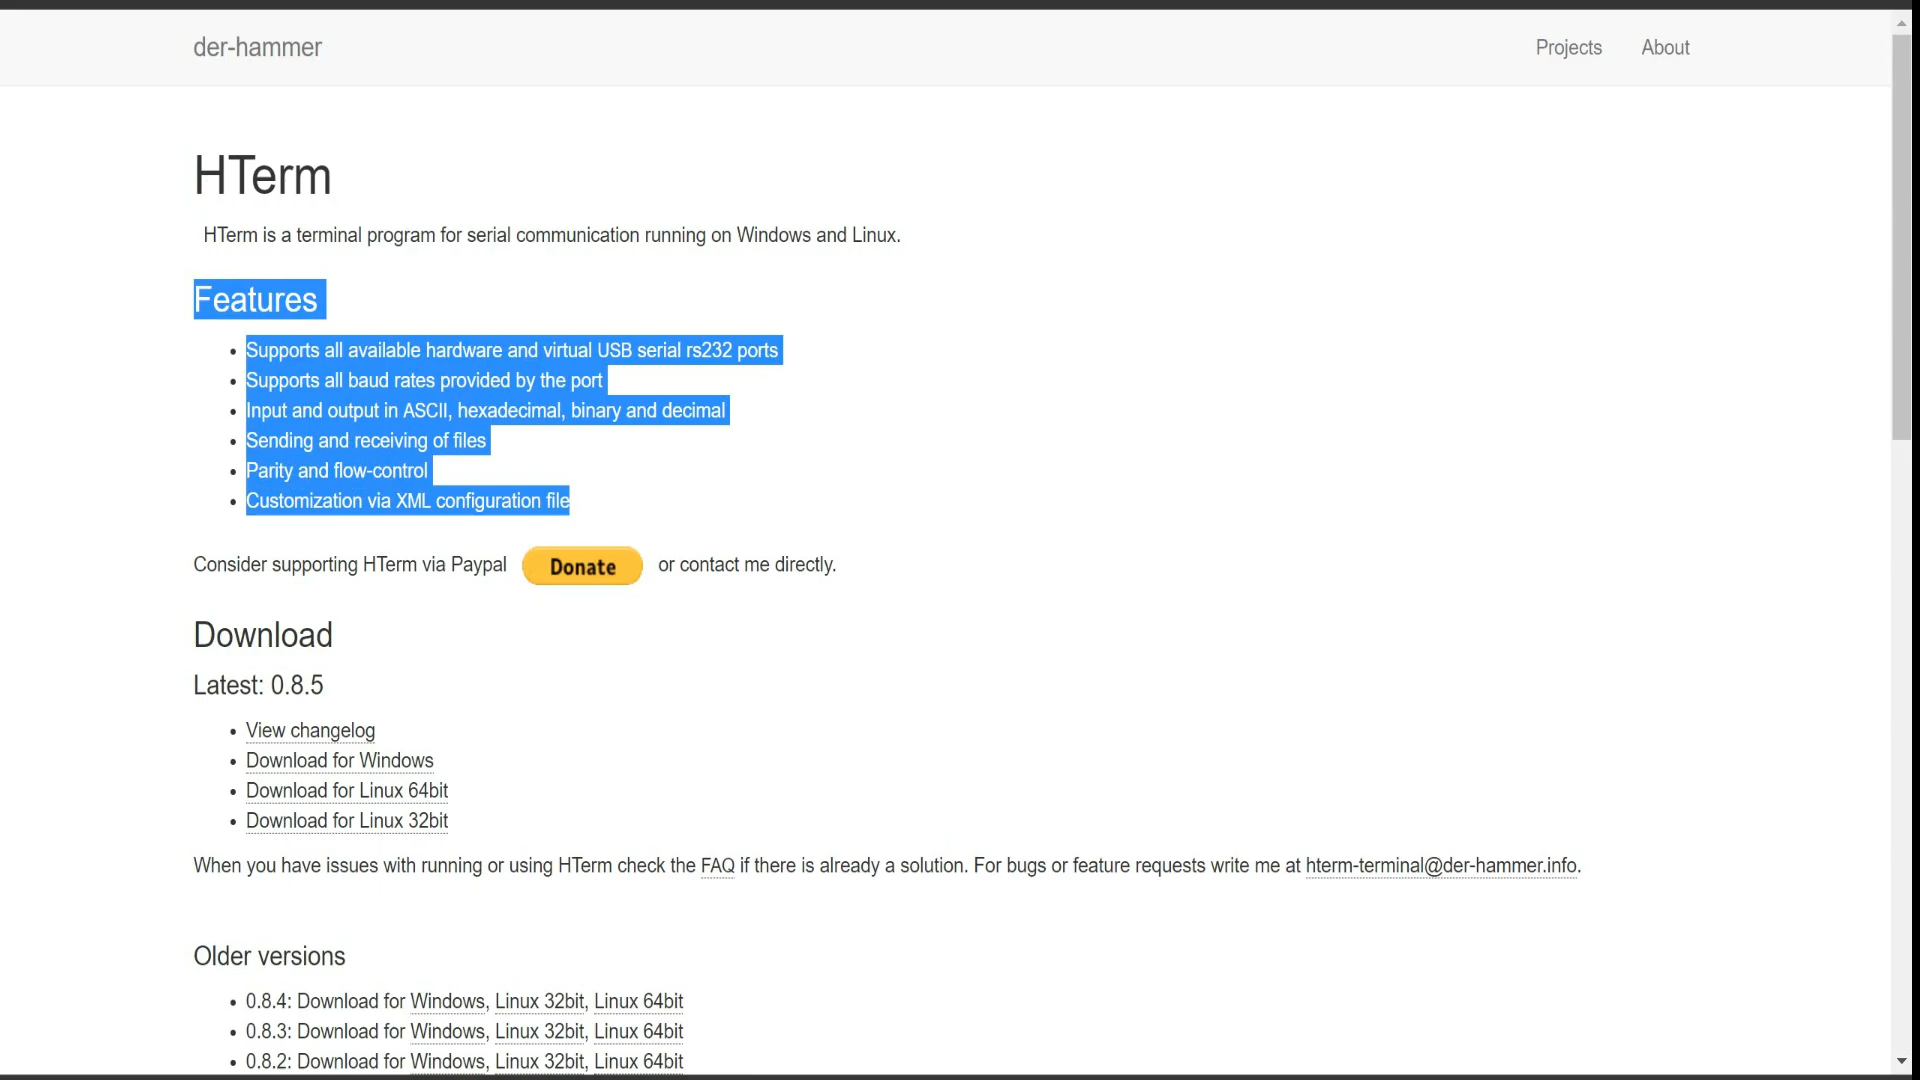 der-hammer
Projects
About
HTerm
HTerm is a terminal program for serial communication running on Windows and Linux.
Features
Supports all available hardware and virtual USB serial rs232 ports
Supports all baud rates provided by the port
Input and output in ASCII, hexadecimal, binary and decimal
Sending and receiving of files
Parity and flow-control
Customization via XML configuration file
Consider supporting HTerm via Paypal Donate or contact me directly.
Download
Latest: 0.8.5
View changelog
Download for Windows
Download for Linux 64bit
Download for Linux 32bit
When you have issues with running or using HTerm check the FAQ if there is already a solution. For bugs or feature requests write me at hterm-terminal@der-hammer.info.
Older versions
0.8.4: Download for Windows, Linux 32bit, Linux 64bit
0.8.3: Download for Windows, Linux 32bit, Linux 64bit
0.8.2: Download for Windows, Linux 32bit, Linux 64bit